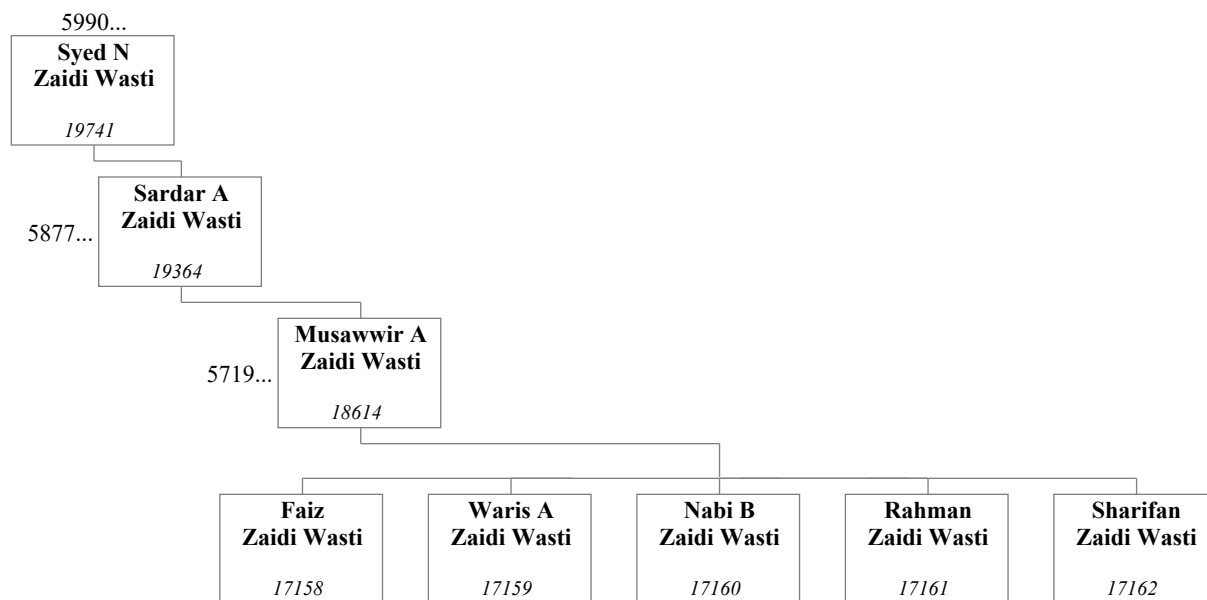 5990...
Syed N
Zaidi Wasti
19741
Sardar A
Zaidi Wasti
5877...
19364
Musawwir A
Zaidi Wasti
5719...
18614
Faiz
Zaidi Wasti
17158
Waris A
Zaidi Wasti
17159
Nabi B
Zaidi Wasti
17160
Rahman
Zaidi Wasti
17161
Sharifan
Zaidi Wasti
17162